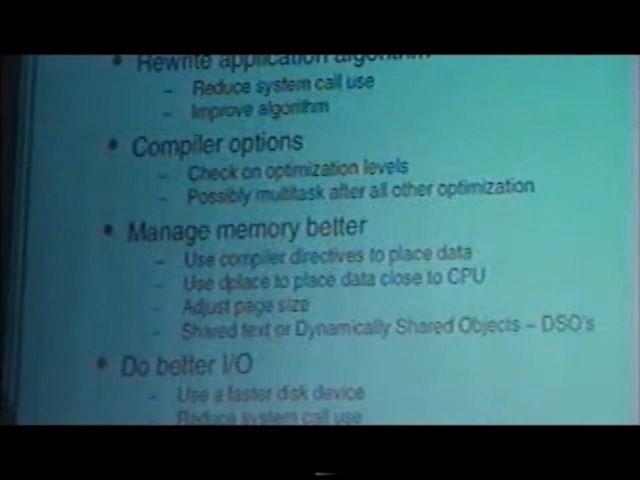 • Rewrite application algorithm
– Reduce system call use
– Improve algorithm
• Compiler options
– Check on optimization levels
– Possibly multitask after all other optimization
• Manage memory better
– Use compiler directives to place data
– Use dplace to place data close to CPU
– Adjust page size
– Shared text or Dynamically Shared Objects – DSO's
• Do better I/O
– Use a faster disk device
Reduce system call use